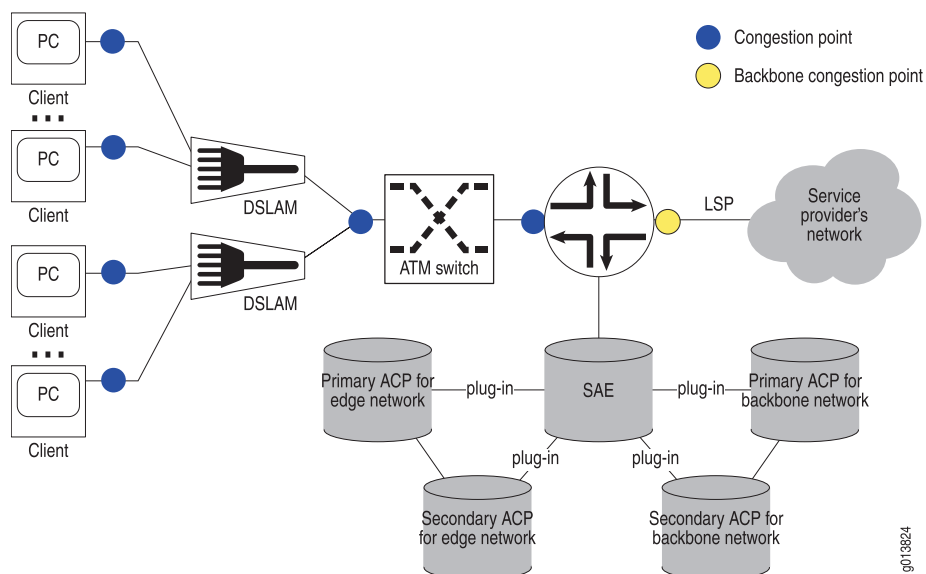 PC
Client
PC
Client
PC
Client
PC
Client
DSLAM
DSLAM
ATM switch
Congestion point
Backbone congestion point
LSP
Service
provider's
network
Primary ACP for
edge network
plug-in
SAE
plug-in
Primary ACP for
backbone network
plug-in
plug-in
Secondary ACP
for edge network
Secondary ACP for
backbone network
g013824